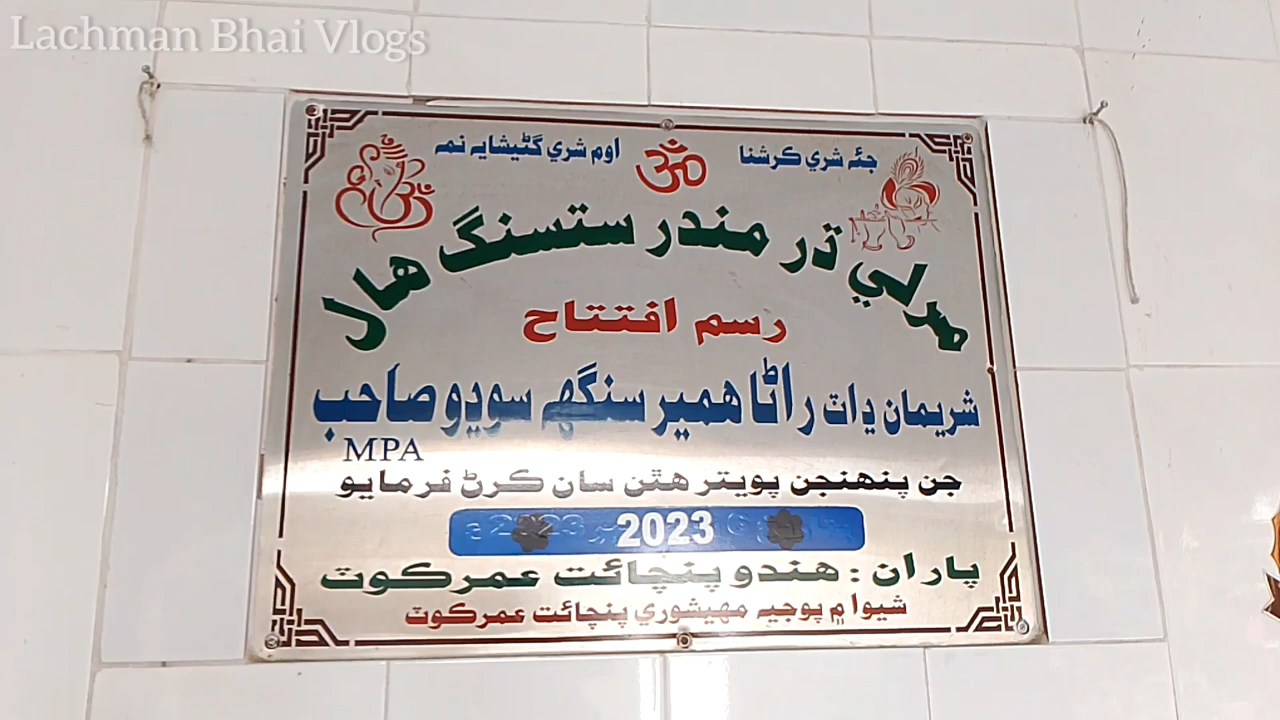 Lachman Bhai Vlogs
جئہ شري ڪرشنا ॐ اوم شري گڻيشايہ نمہ
مرلي ڌر مندر ستسنگ هال
رسم افتتاح
شريمان ڍاٽ راڻا همير سنگهہ سوڍو صاحب
MPA
جن پنهنجن پويتر هٿن سان ڪرڻ فرمايو
2023
پاران : هندو پنچائت عمرڪوٽ
شيوا ۾ پوڄيہ مهيشوري پنچائت عمرڪوٽ